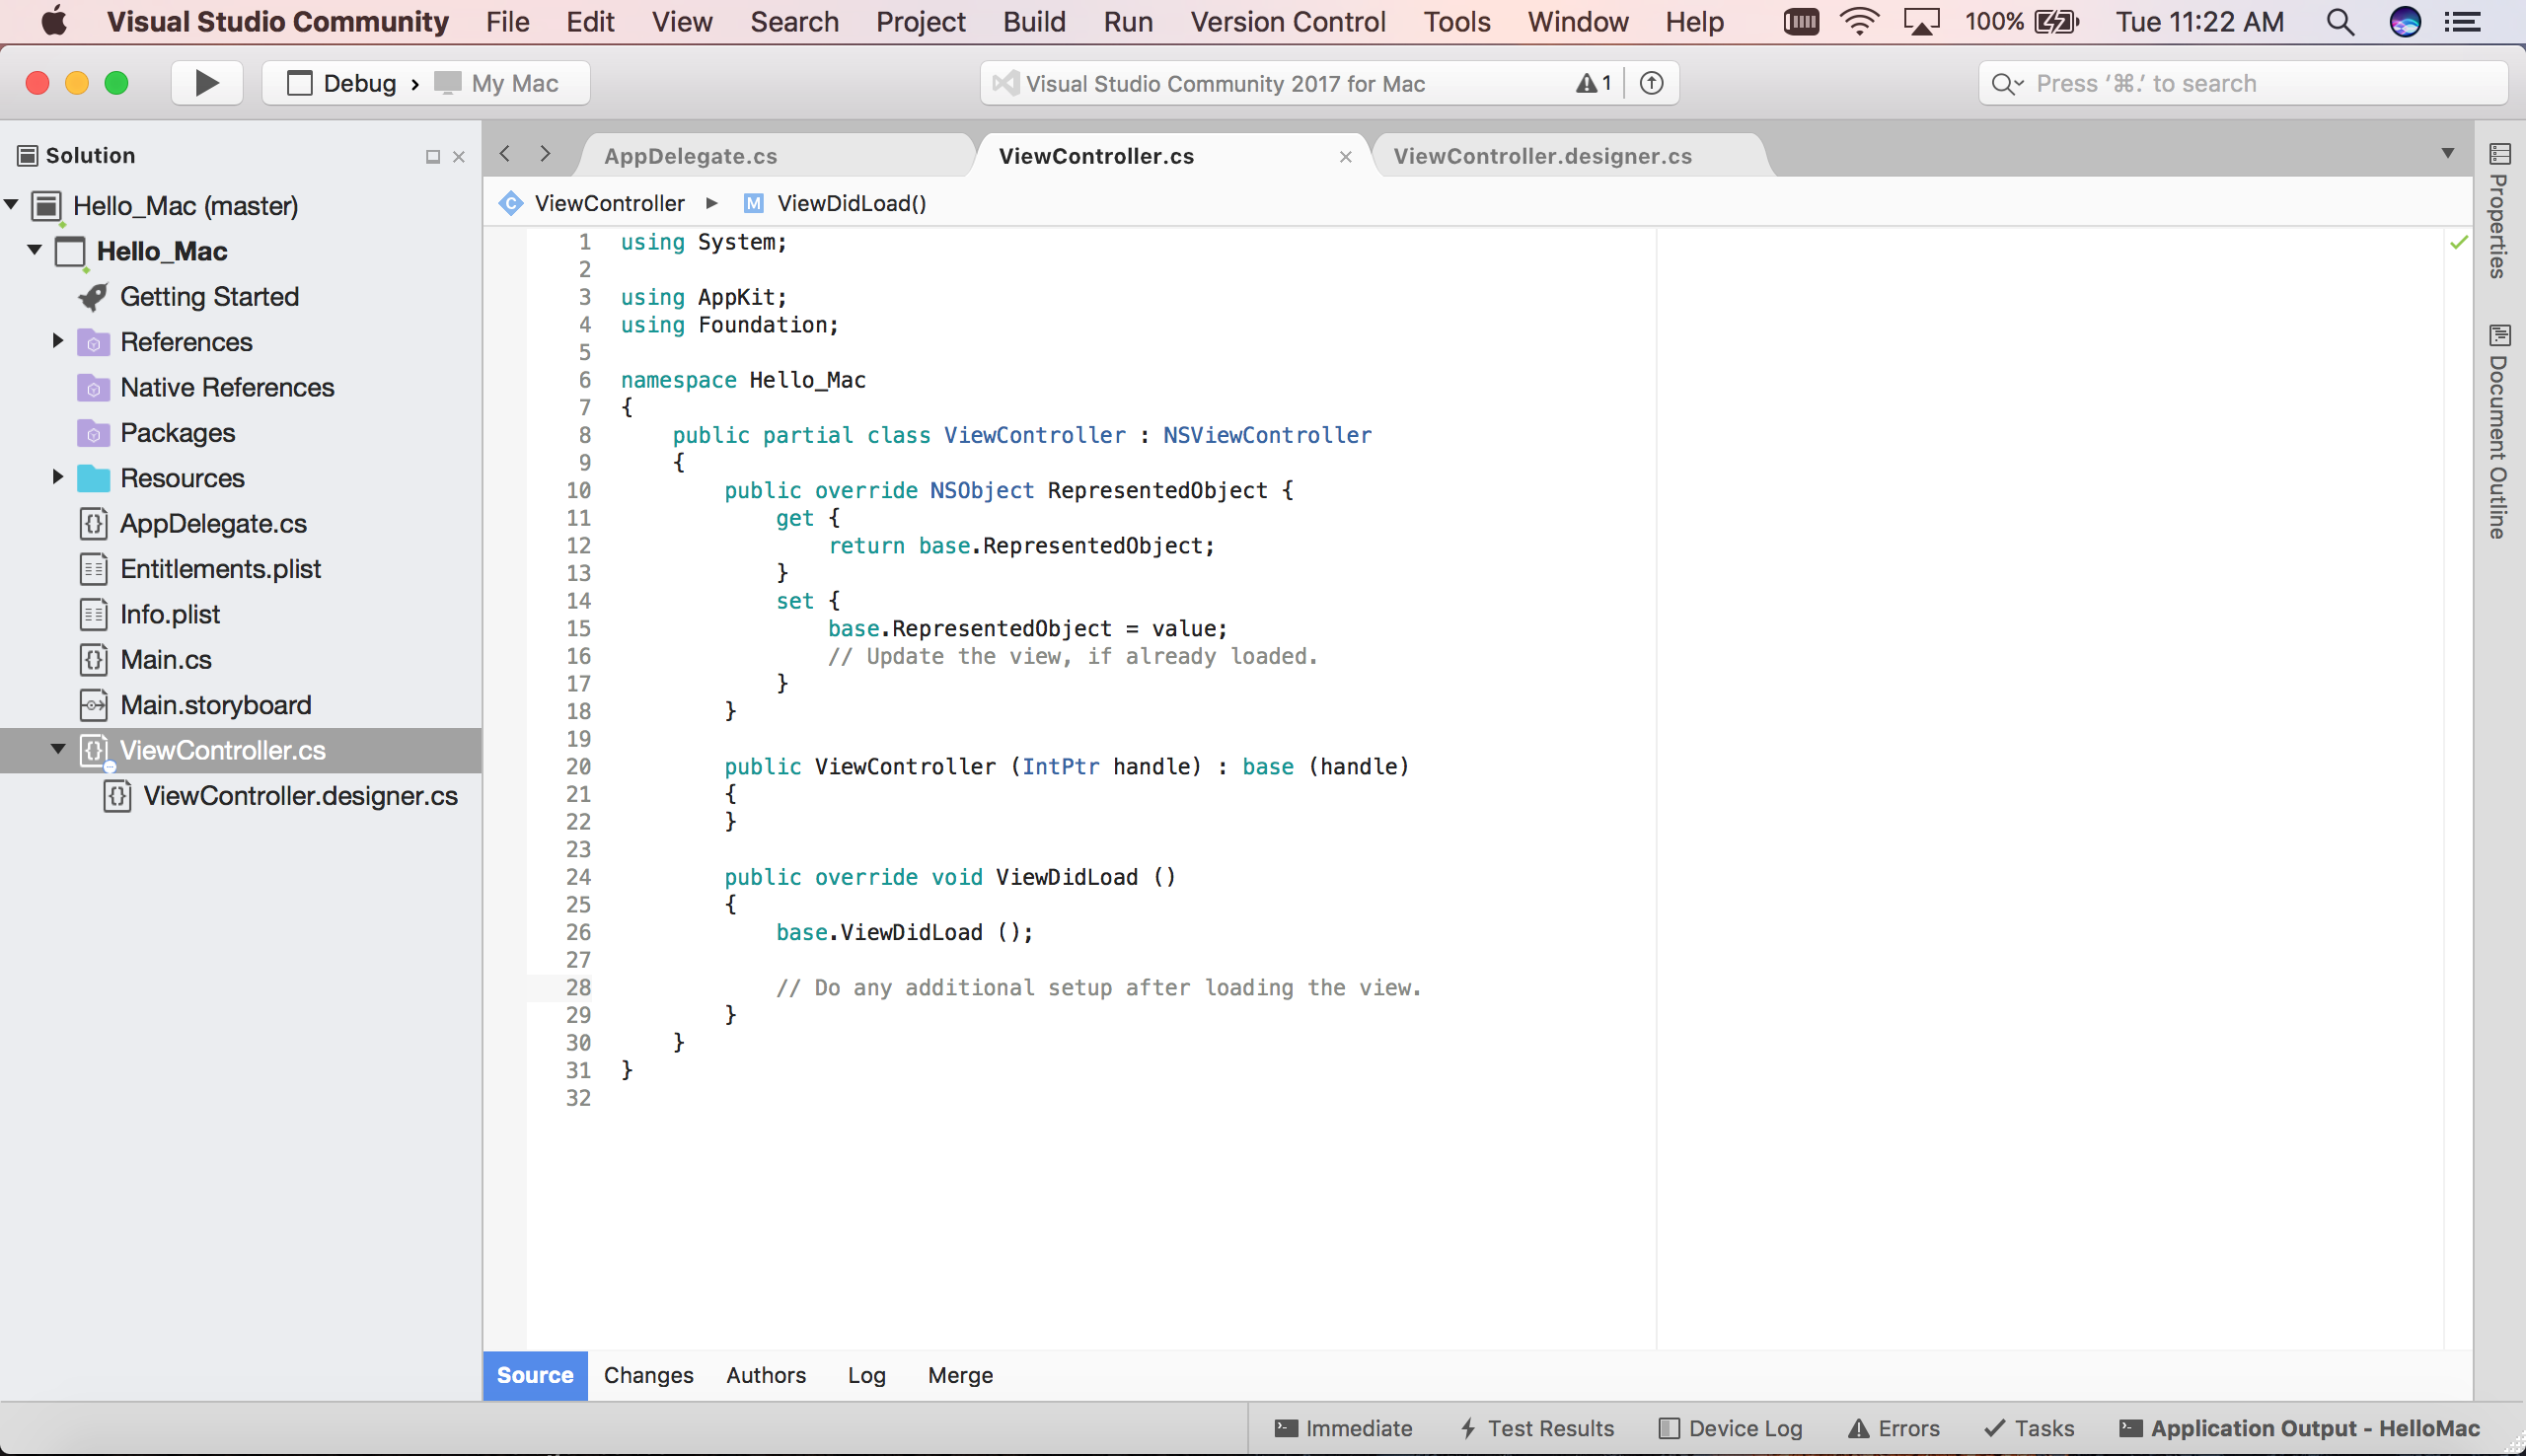 Visual Studio Community File Edit View Search Project Build Run Version Control Tools Window Help 100% Tue 11:22 AM
Debug › My Mac
Visual Studio Community 2017 for Mac 1
Press ‘⌘.’ to search
Solution
Hello_Mac (master)
Hello_Mac
Getting Started
References
Native References
Packages
Resources
AppDelegate.cs
Entitlements.plist
Info.plist
Main.cs
Main.storyboard
ViewController.cs
ViewController.designer.cs
AppDelegate.cs ViewController.cs ViewController.designer.cs
C ViewController M ViewDidLoad()
1 using System;
2
3 using AppKit;
4 using Foundation;
5
6 namespace Hello_Mac
7 {
8 public partial class ViewController : NSViewController
9 {
10 public override NSObject RepresentedObject {
11 get {
12 return base.RepresentedObject;
13 }
14 set {
15 base.RepresentedObject = value;
16 // Update the view, if already loaded.
17 }
18 }
19
20 public ViewController (IntPtr handle) : base (handle)
21 {
22 }
23
24 public override void ViewDidLoad ()
25 {
26 base.ViewDidLoad ();
27
28 // Do any additional setup after loading the view.
29 }
30 }
31 }
32
Properties
Document Outline
Source Changes Authors Log Merge
Immediate Test Results Device Log Errors Tasks Application Output - HelloMac